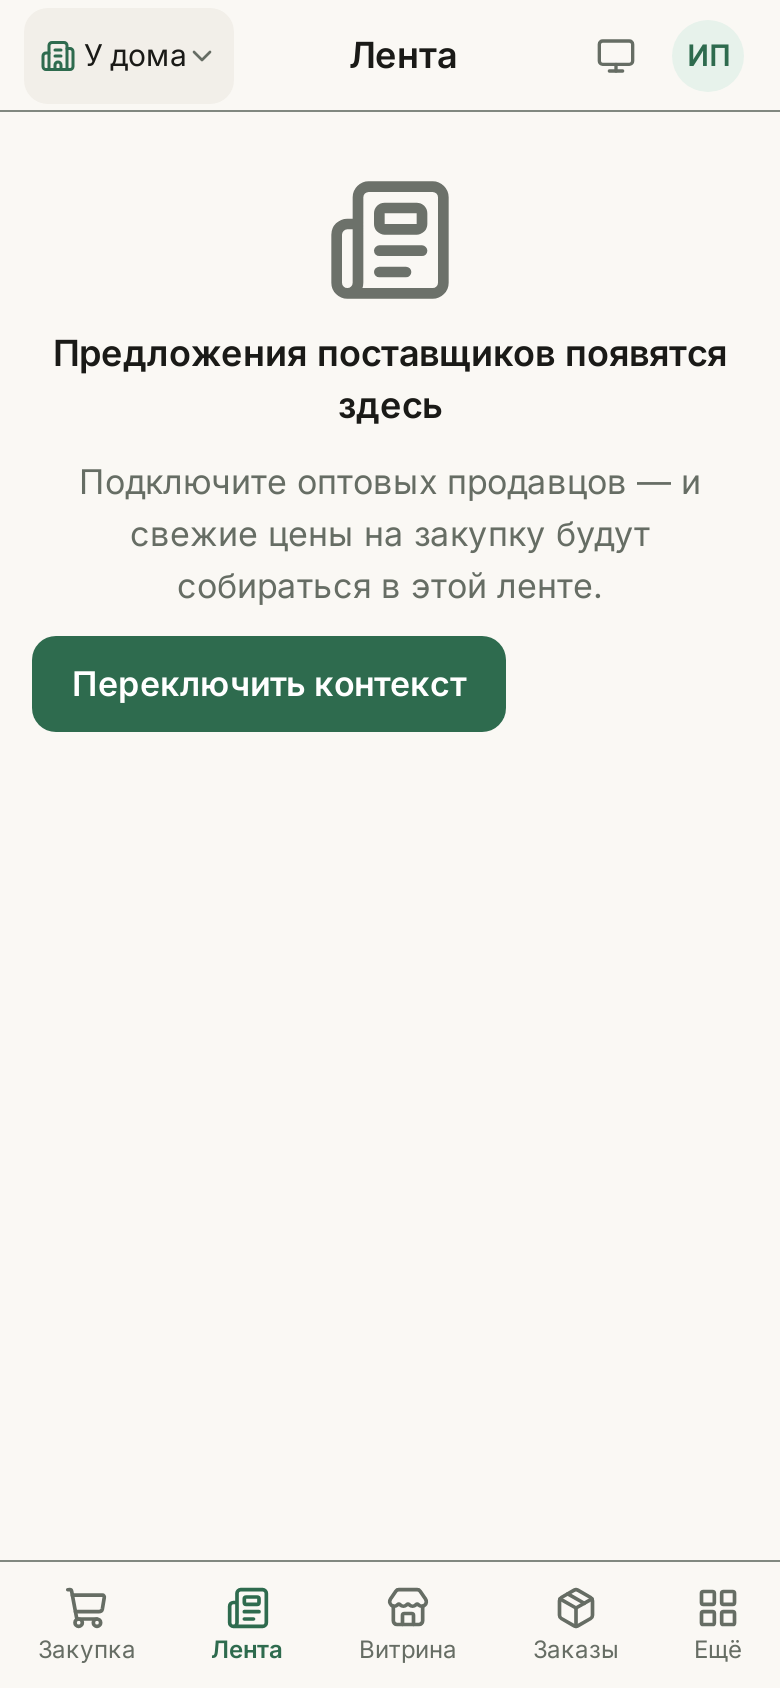 У дома
Лента
ИП
Предложения поставщиков появятся
здесь
Подключите оптовых продавцов — и
свежие цены на закупку будут
собираться в этой ленте.
Переключить контекст
Закупка
Лента
Витрина
Заказы
Ещё